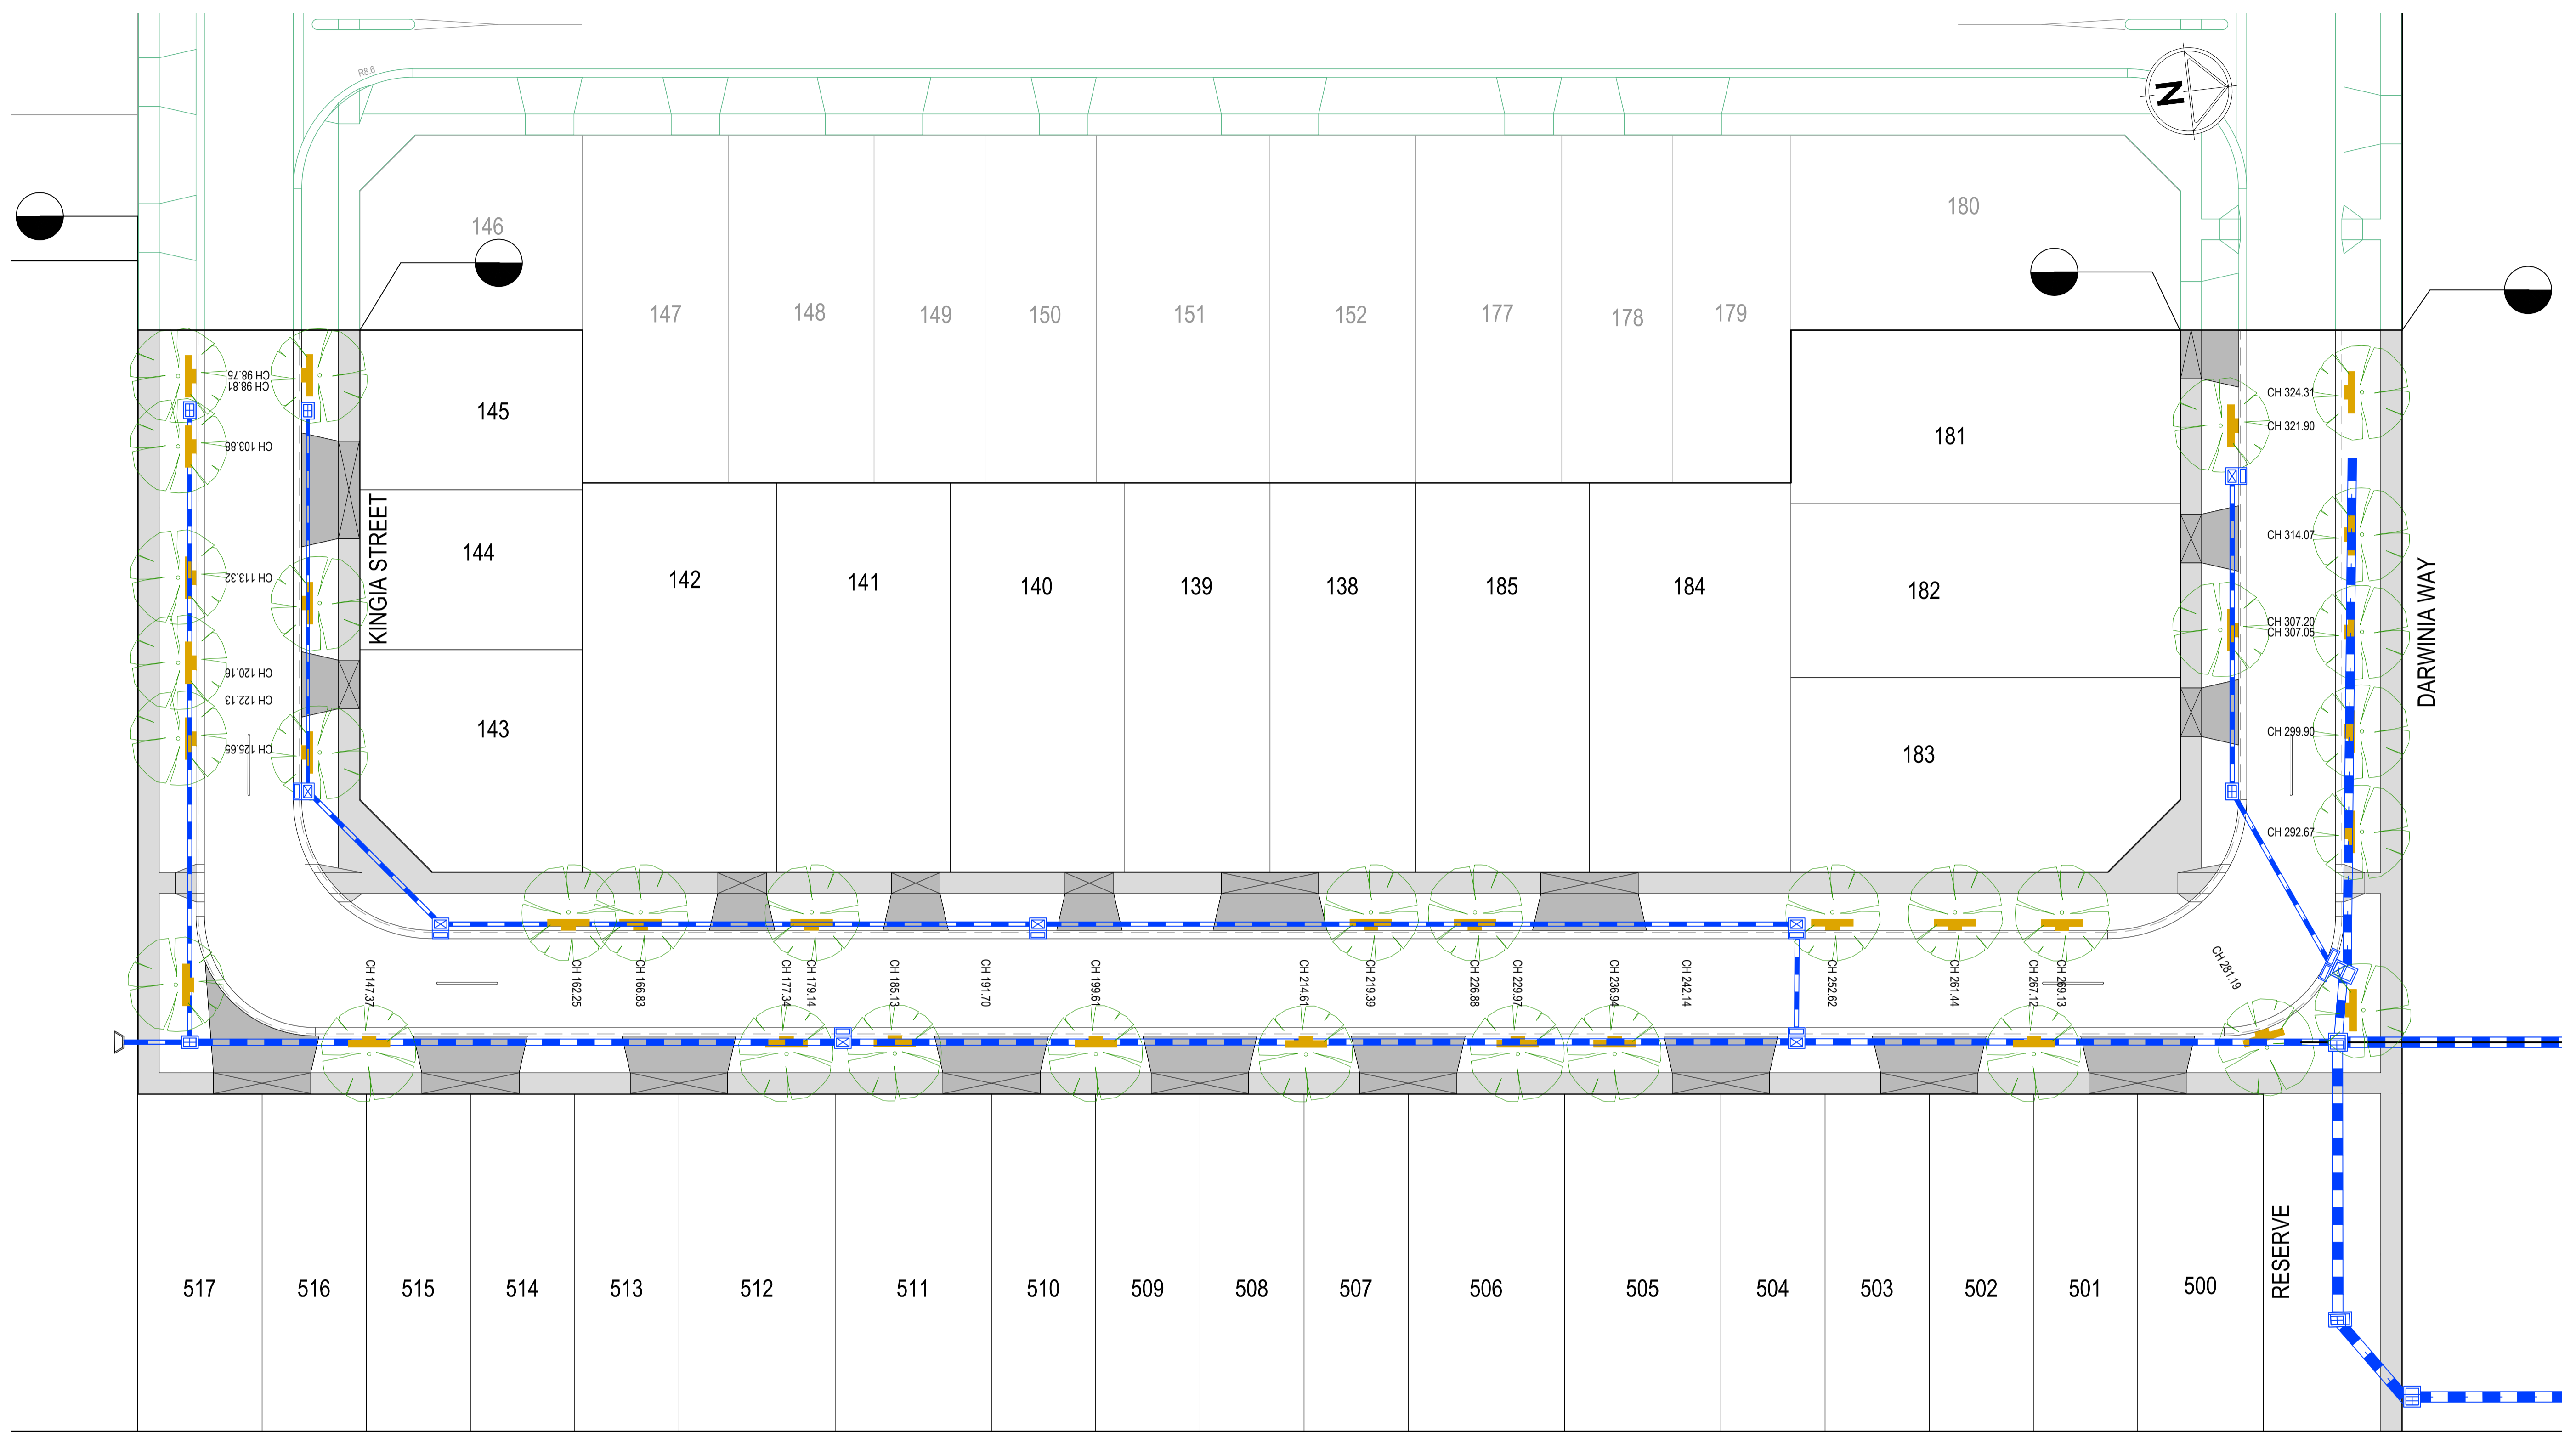 R8.6
N
146
180
147
148
149
150
151
152
177
178
179
CH 98.75
CH 98.81
CH 103.88
CH 113.32
CH 120.16
CH 122.13
CH 125.65
KINGIA STREET
145
144
143
142
141
140
139
138
185
184
181
182
183
CH 324.31
CH 321.90
CH 314.07
CH 307.20
CH 307.05
CH 299.90
CH 292.67
DARWINIA WAY
CH 147.37
CH 162.25
CH 166.83
CH 177.34
CH 179.14
CH 185.13
CH 191.70
CH 199.61
CH 214.61
CH 219.39
CH 226.88
CH 229.97
CH 236.94
CH 242.14
CH 252.62
CH 261.44
CH 267.12
CH 269.13
CH 281.19
517
516
515
514
513
512
511
510
509
508
507
506
505
504
503
502
501
500
RESERVE